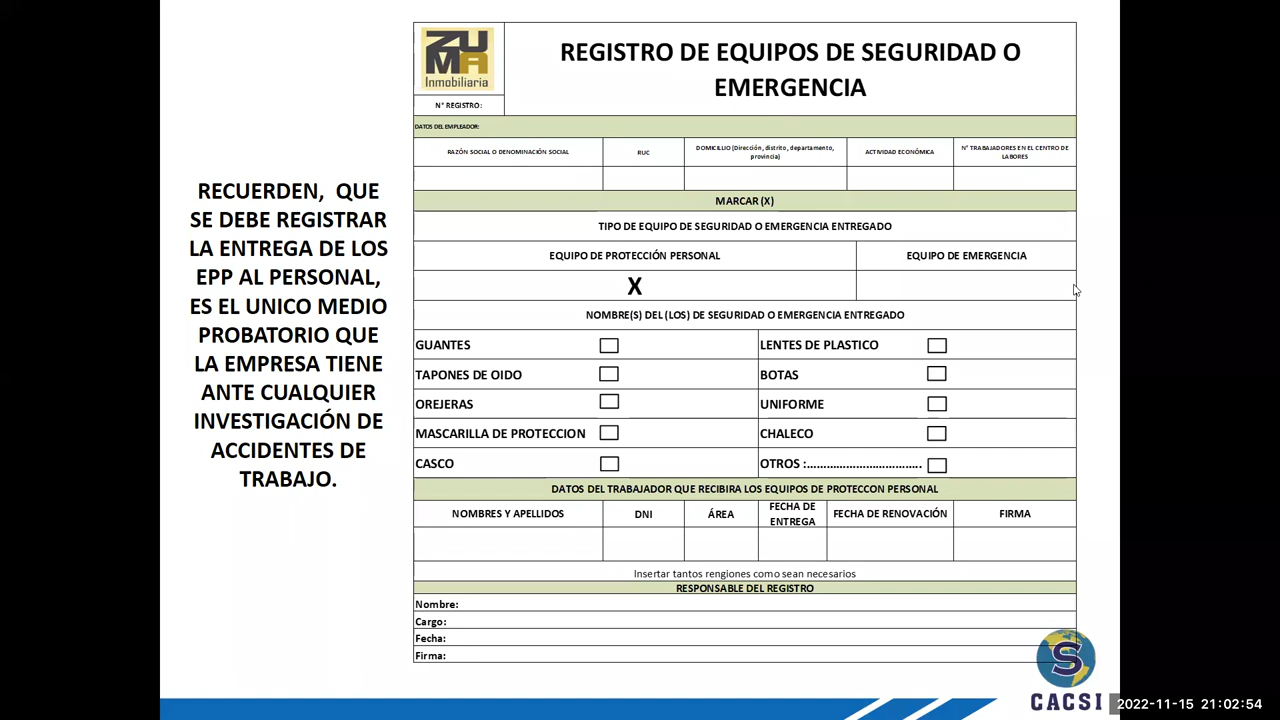 RECUERDEN, QUE
SE DEBE REGISTRAR
LA ENTREGA DE LOS
EPP AL PERSONAL,
ES EL UNICO MEDIO
PROBATORIO QUE
LA EMPRESA TIENE
ANTE CUALQUIER
INVESTIGACIÓN DE
ACCIDENTES DE
TRABAJO.
ZU
MA
Inmobiliaria
N° REGISTRO:
REGISTRO DE EQUIPOS DE SEGURIDAD O
EMERGENCIA
DATOS DEL EMPLEADOR:
RAZÓN SOCIAL O DENOMINACIÓN SOCIAL
RUC
DOMICILLIO (Dirección, distrito, departamento,
provincia)
ACTIVIDAD ECONÓMICA
N° TRABAJADORES EN EL CENTRO DE
LABORES
MARCAR (X)
TIPO DE EQUIPO DE SEGURIDAD O EMERGENCIA ENTREGADO
EQUIPO DE PROTECCIÓN PERSONAL
EQUIPO DE EMERGENCIA
X
NOMBRE(S) DEL (LOS) DE SEGURIDAD O EMERGENCIA ENTREGADO
GUANTES
LENTES DE PLASTICO
TAPONES DE OIDO
BOTAS
OREJERAS
UNIFORME
MASCARILLA DE PROTECCION
CHALECO
CASCO
OTROS :...................................
DATOS DEL TRABAJADOR QUE RECIBIRA LOS EQUIPOS DE PROTECCON PERSONAL
NOMBRES Y APELLIDOS
DNI
ÁREA
FECHA DE
ENTREGA
FECHA DE RENOVACIÓN
FIRMA
Insertar tantos rengiones como sean necesarios
RESPONSABLE DEL REGISTRO
Nombre:
Cargo:
Fecha:
Firma:
S
CACSI
2022-11-15 21:02:54